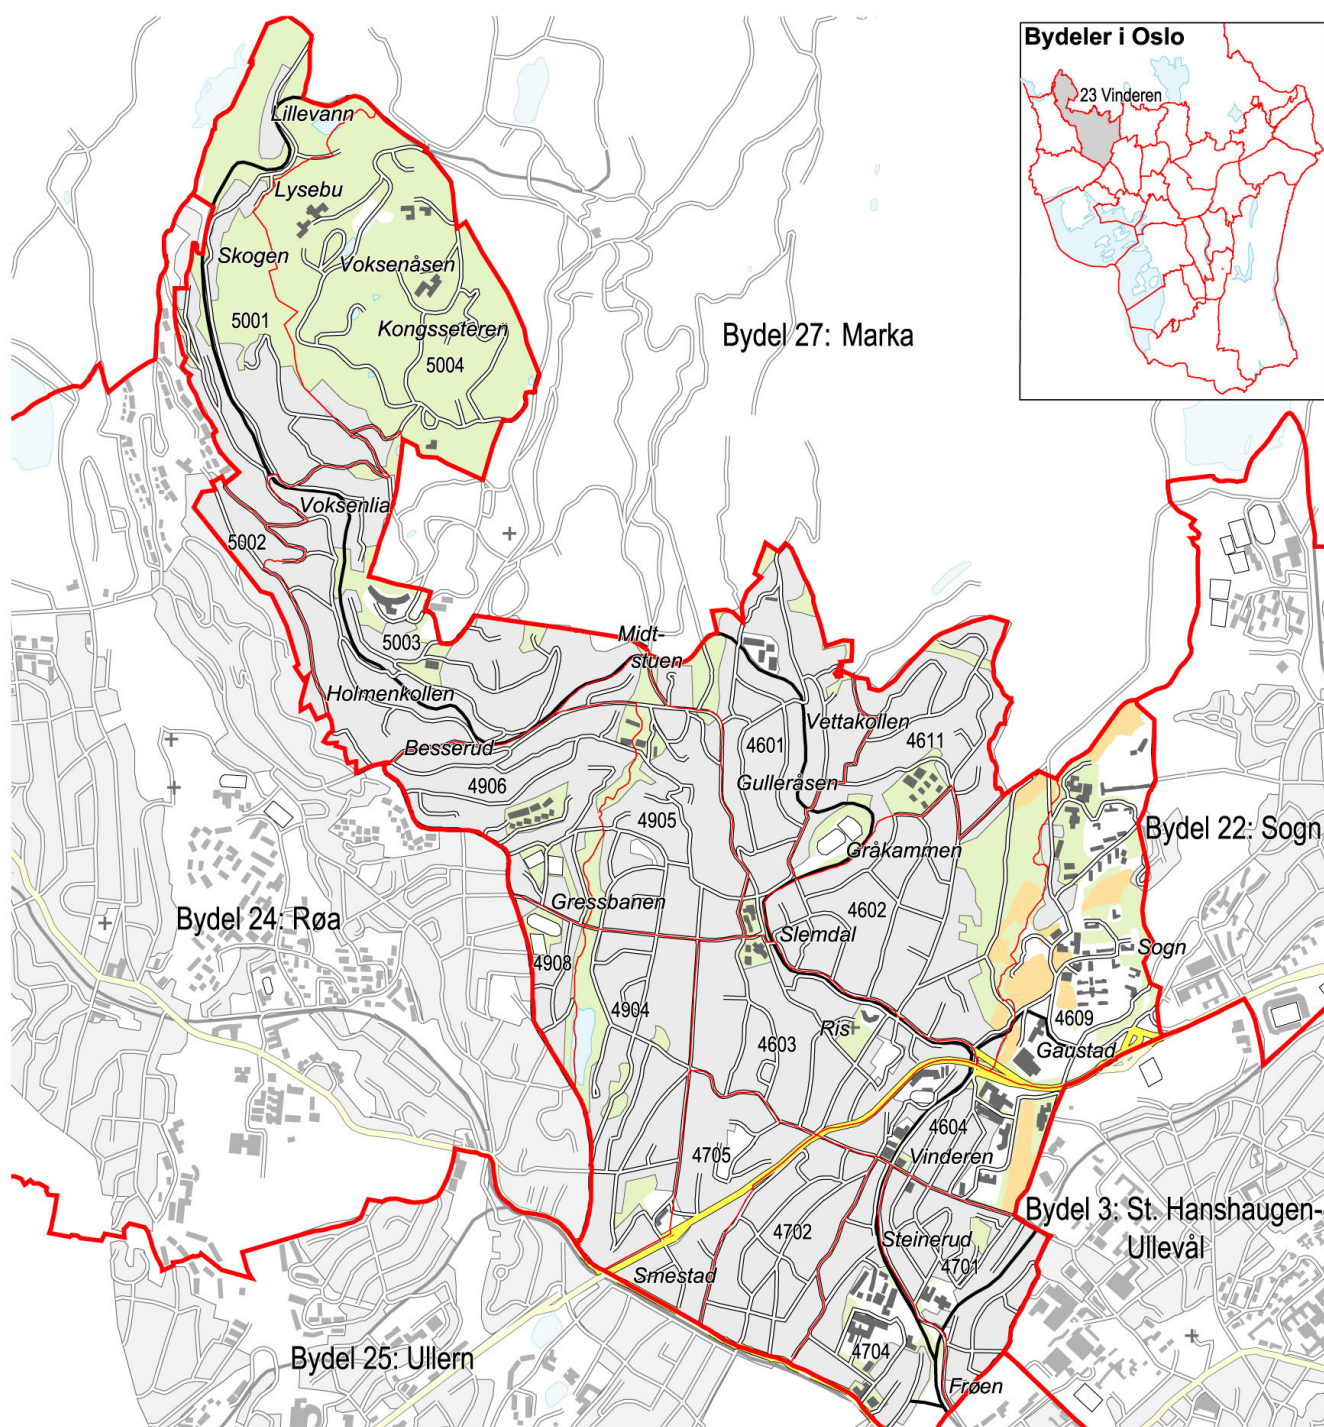 Bydeler i Oslo
23 Vinderen
Lillevann
Lysebu
Skogen
Voksenåsen
5001
Kongsseteren
5004
Bydel 27: Marka
Voksenlia
5002
5003
Midt-
stuen
Holmenkollen
Besserud
Vettakollen
4601
4611
Gulleråsen
4906
4905
Bydel 22: Sogn
Gråkammen
Gressbanen
Bydel 24: Røa
4602
Slemdal
Sogn
4908
4904
4609
Ris
4603
Gaustad
4604
4705
Vinderen
Bydel 3: St. Hanshaugen-
Ullevål
4702
Steinerud
4701
Smestad
4704
Bydel 25: Ullern
Frøen